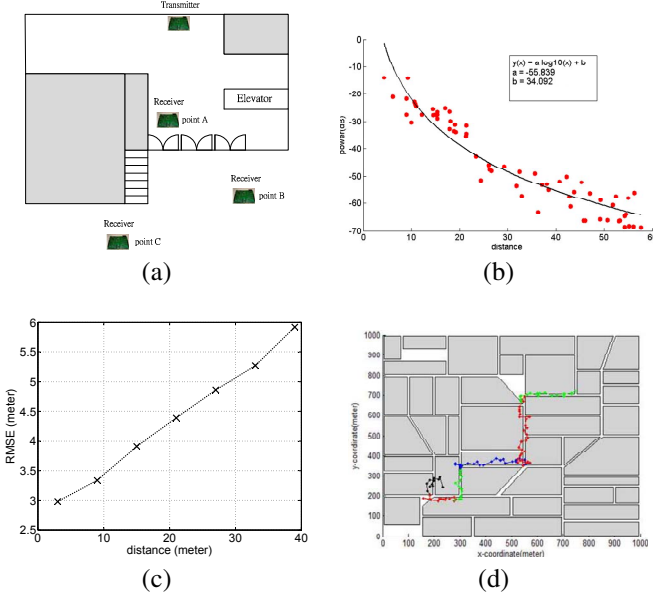 Transmitter
Elevator
Receiver
point A
Receiver
point B
Receiver
point C
(a)
0
-10
-20
-30
-40
-50
-60
-70
power(dB)
y(x) = a log10(x) + b
a = -55.839
b = 34.092
0 10 20 30 40 50 60
distance
(b)
6
5.5
5
4.5
4
3.5
3
2.5
RMSE (meter)
0 10 20 30 40
distance (meter)
(c)
1000
900
800
700
600
500
400
300
200
100
0
y-coordinate(meter)
0 100 200 300 400 500 600 700 800 900 1000
x-coordinate(meter)
(d)